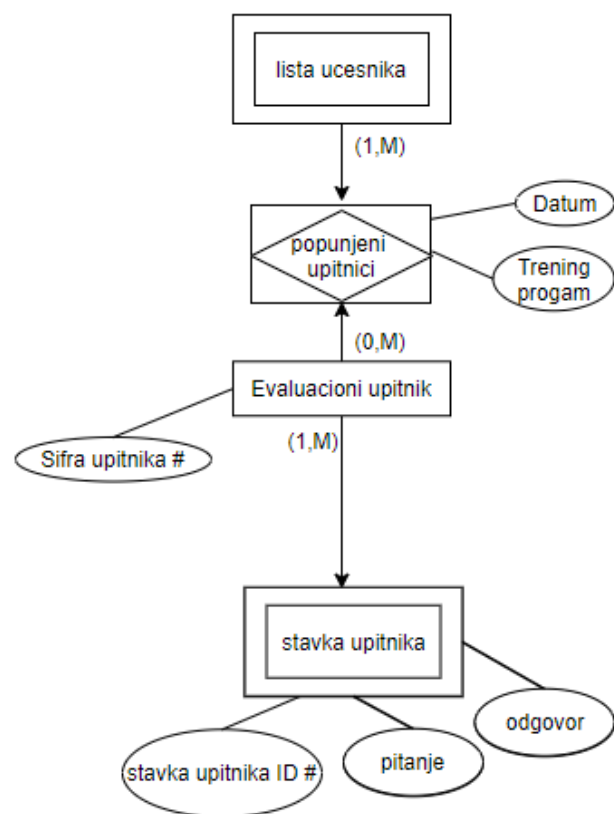 lista ucesnika
(1,M)
Datum
popunjeni
upitnici
Trening
progam
(0,M)
Evaluacioni upitnik
(1,M)
Sifra upitnika #
stavka upitnika
odgovor
pitanje
stavka upitnika ID #